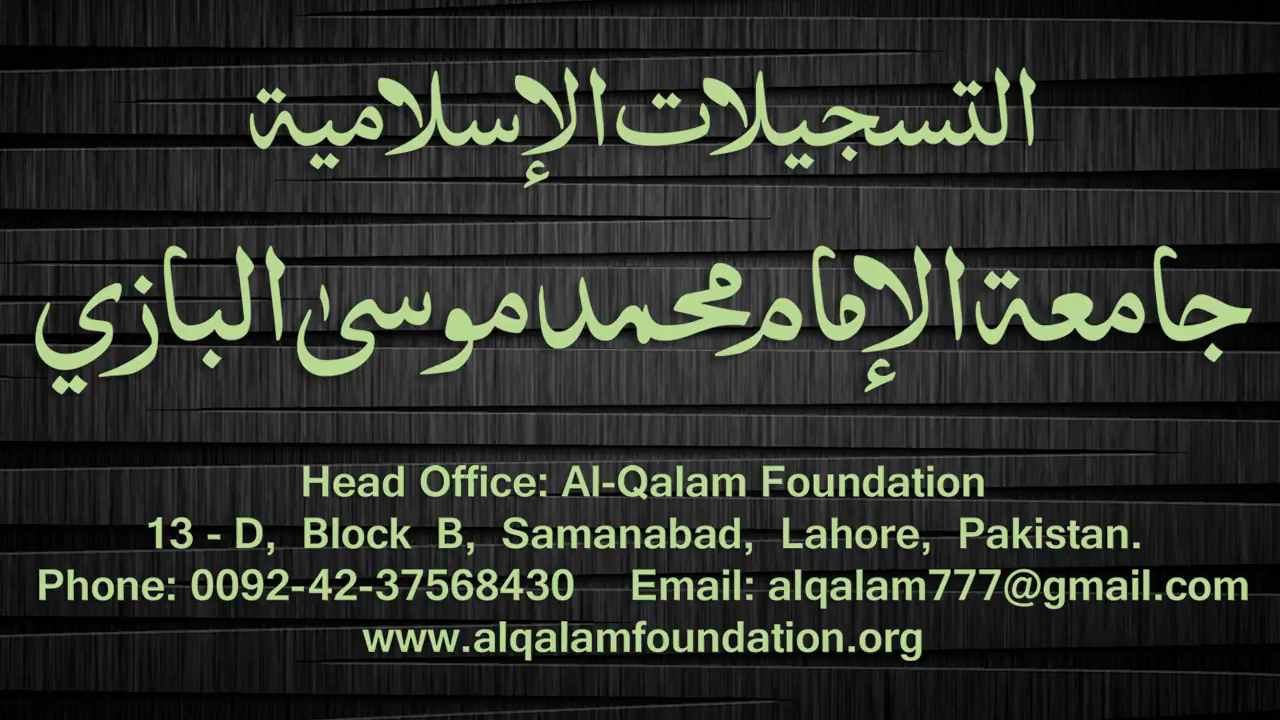 التسجيلات الإسلامية
جامعة الإمام محمد موسىٰ البازي
Head Office: Al-Qalam Foundation
13 - D, Block B, Samanabad, Lahore, Pakistan.
Phone: 0092-42-37568430 Email: alqalam777@gmail.com
www.alqalamfoundation.org